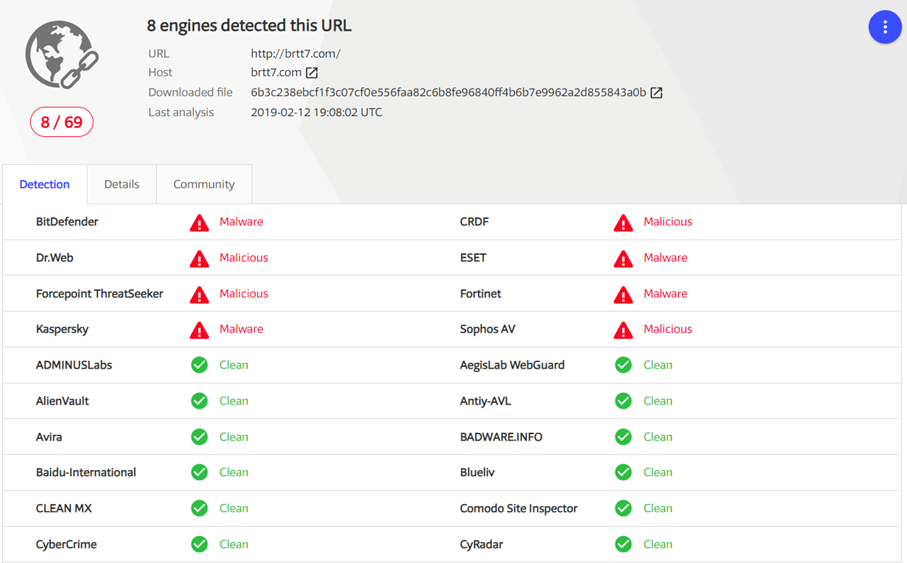 8 engines detected this URL
URL http://brtt7.com/
Host brtt7.com
Downloaded file 6b3c238ebcf1f3c07cf0e556faa82c6b8fe96840ff4b6b7e9962a2d855843a0b
Last analysis 2019-02-12 19:08:02 UTC
8 / 69
Detection Details Community
BitDefender Malware CRDF Malicious
Dr.Web Malicious ESET Malware
Forcepoint ThreatSeeker Malicious Fortinet Malware
Kaspersky Malware Sophos AV Malicious
ADMINUSLabs Clean AegisLab WebGuard Clean
AlienVault Clean Antiy-AVL Clean
Avira Clean BADWARE.INFO Clean
Baidu-International Clean Blueliv Clean
CLEAN MX Clean Comodo Site Inspector Clean
CyberCrime Clean CyRadar Clean